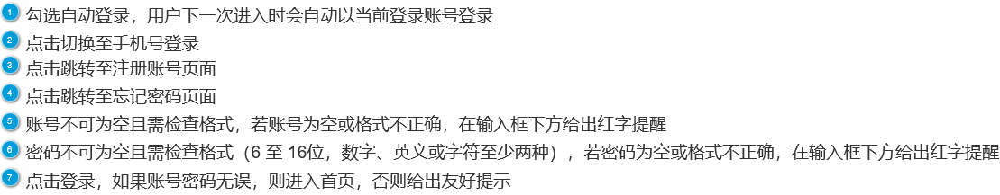 1 勾选自动登录，用户下一次进入时会自动以当前登录账号登录
2 点击切换至手机号登录
3 点击跳转至注册账号页面
4 点击跳转至忘记密码页面
5 账号不可为空且需检查格式，若账号为空或格式不正确，在输入框下方给出红字提醒
6 密码不可为空且需检查格式（6 至 16位，数字、英文或字符至少两种），若密码为空或格式不正确，在输入框下方给出红字提醒
7 点击登录，如果账号密码无误，则进入首页，否则给出友好提示